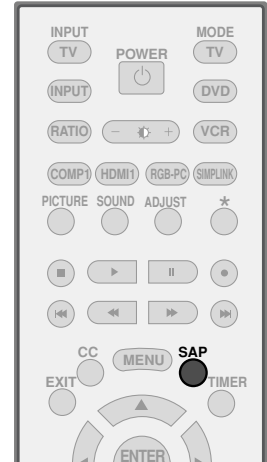 INPUT MODE
TV POWER TV
INPUT DVD
RATIO - + VCR
COMP1 HDMI1 RGB-PC SIMPLINK
PICTURE SOUND ADJUST *
CC MENU SAP
EXIT TIMER
ENTER